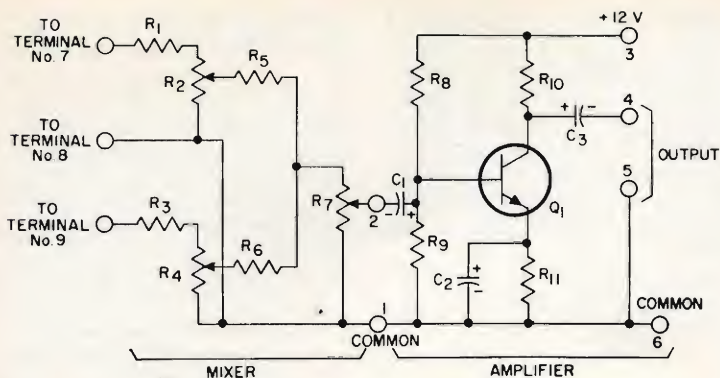 TO
TERMINAL
No. 7
R1
R2
R5
TO
TERMINAL
No. 8
TO
TERMINAL
No. 9
R3
R4
R6
R7
2
C1
- +
1
COMMON
MIXER
+12 V
3
R8
R10
+ -
C3
4
5
OUTPUT
Q1
R9
C2
+
-
R11
COMMON
6
AMPLIFIER